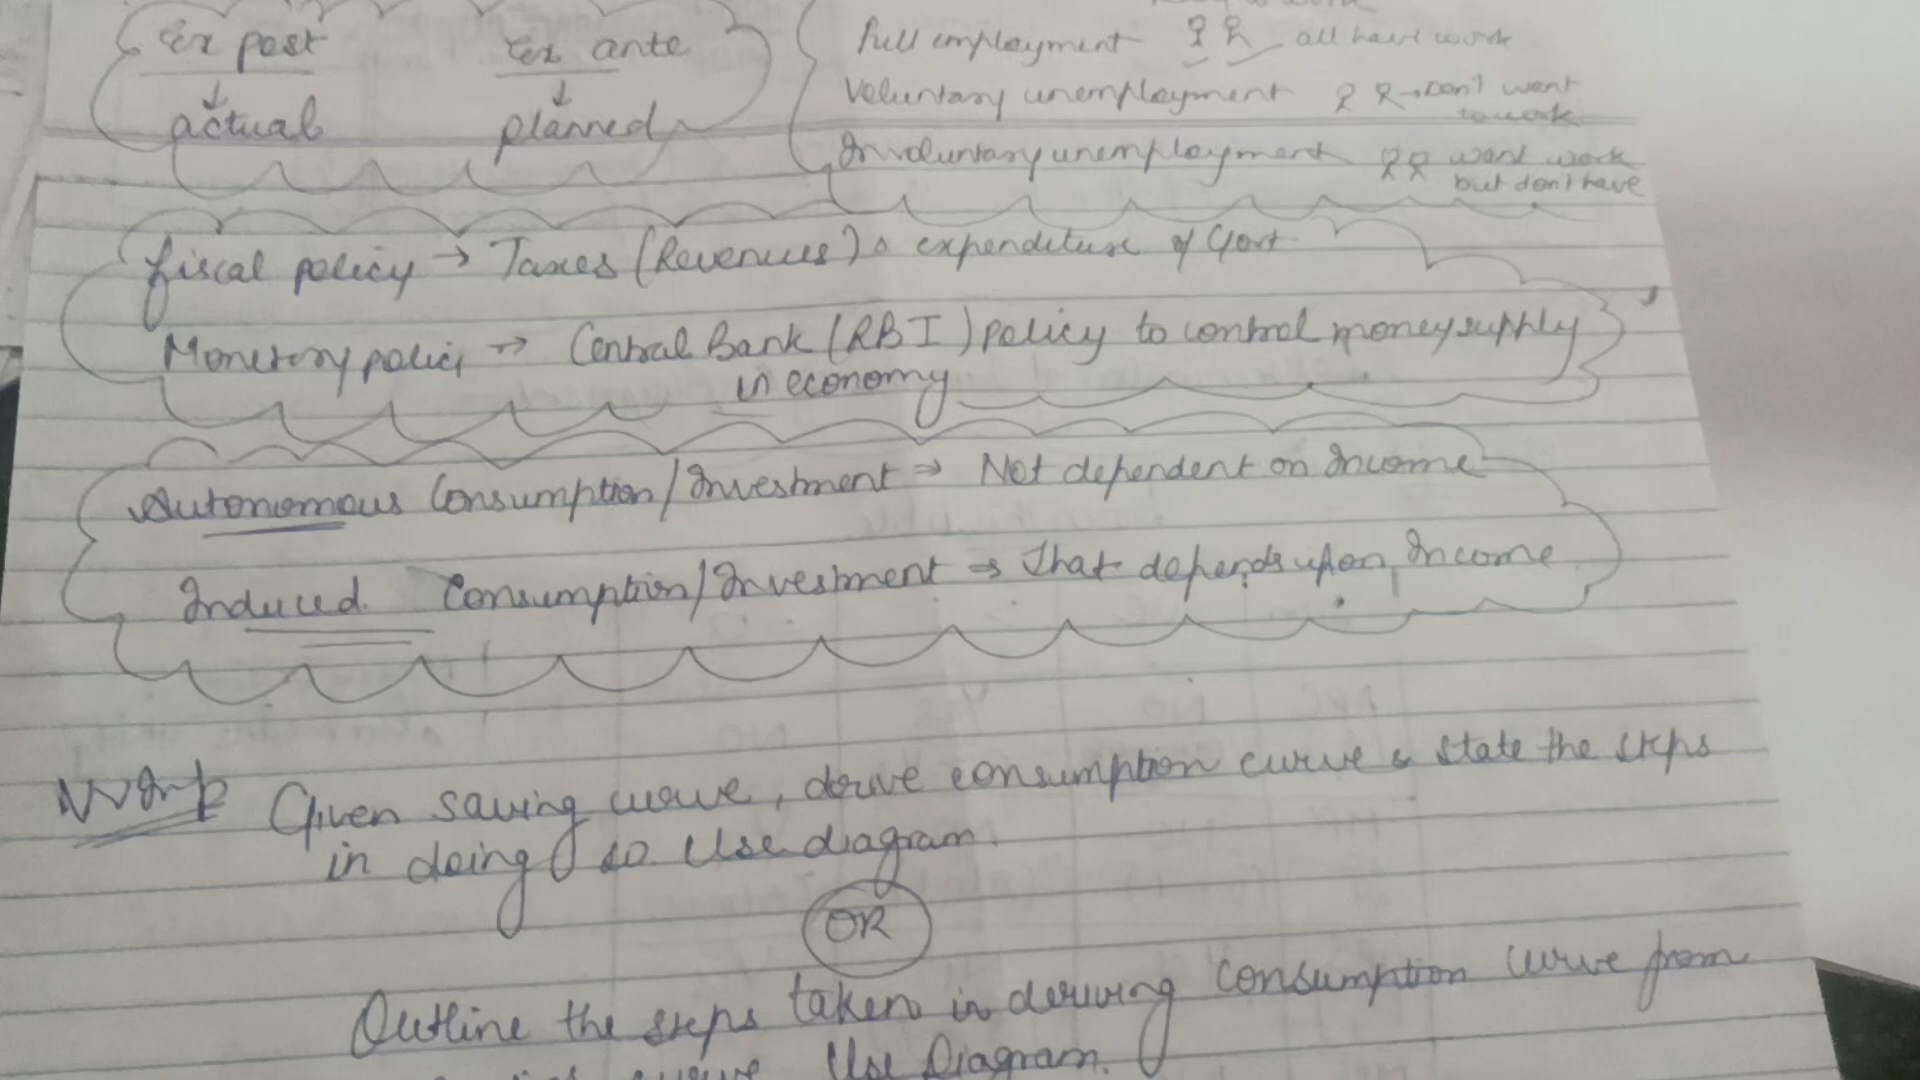 Ex post Ex ante
↓ ↓
actual planned
full employment all have work
Voluntary unemployment → Don't want
to work
Involuntary unemployment want work
but don't have
fiscal policy → Taxes (Revenues) & expenditure of Govt
Monetory policy → Central Bank (RBI) policy to control money supply
in economy
Autonomous Consumption/Investment ⇒ Not dependent on Income
Induced Consumption/Investment ⇒ That depends upon Income
VV Imp Given saving curve, derive consumption curve & state the steps
in doing so. Use diagram.
OR
Outline the steps taken in deriving consumption curve from
curve Use Diagram.